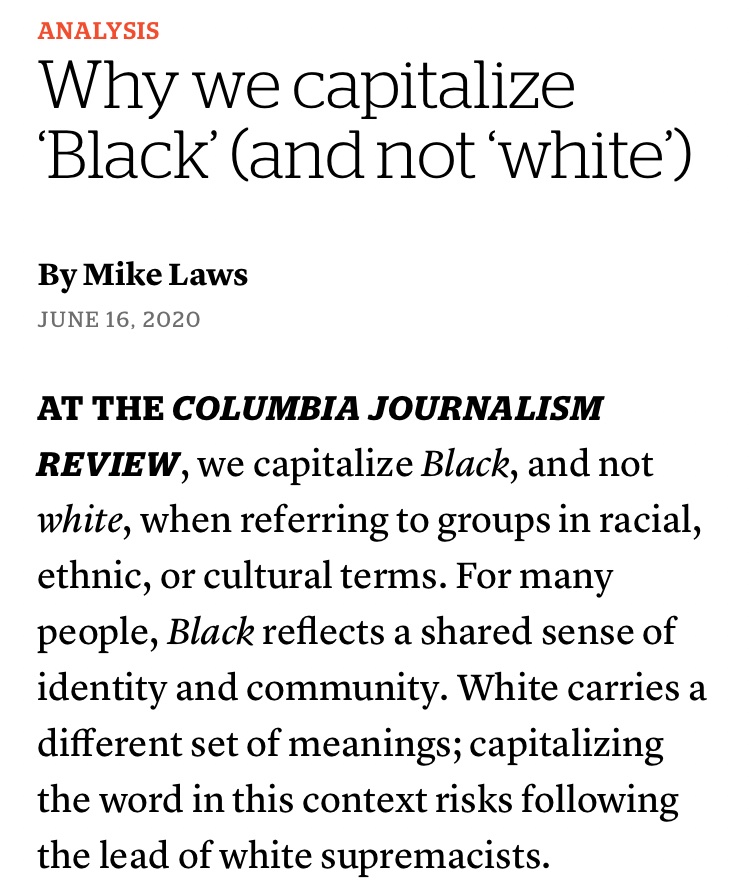 ANALYSIS
Why we capitalize
‘Black’ (and not ‘white’)
By Mike Laws
JUNE 16, 2020
AT THE COLUMBIA JOURNALISM
REVIEW, we capitalize Black, and not
white, when referring to groups in racial,
ethnic, or cultural terms. For many
people, Black reflects a shared sense of
identity and community. White carries a
different set of meanings; capitalizing
the word in this context risks following
the lead of white supremacists.